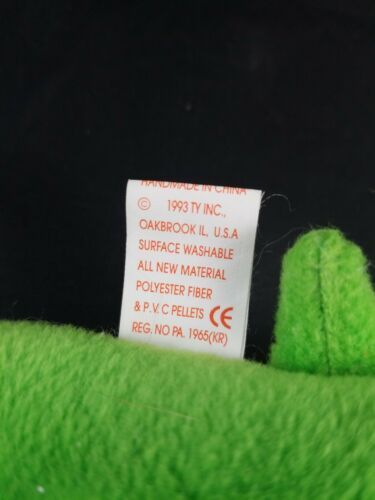 HANDMADE IN CHINA
© 1993 TY INC.,
OAKBROOK IL, U.S.A
SURFACE WASHABLE
ALL NEW MATERIAL
POLYESTER FIBER
& P.V. C PELLETS CE
REG. NO PA. 1965(KR)